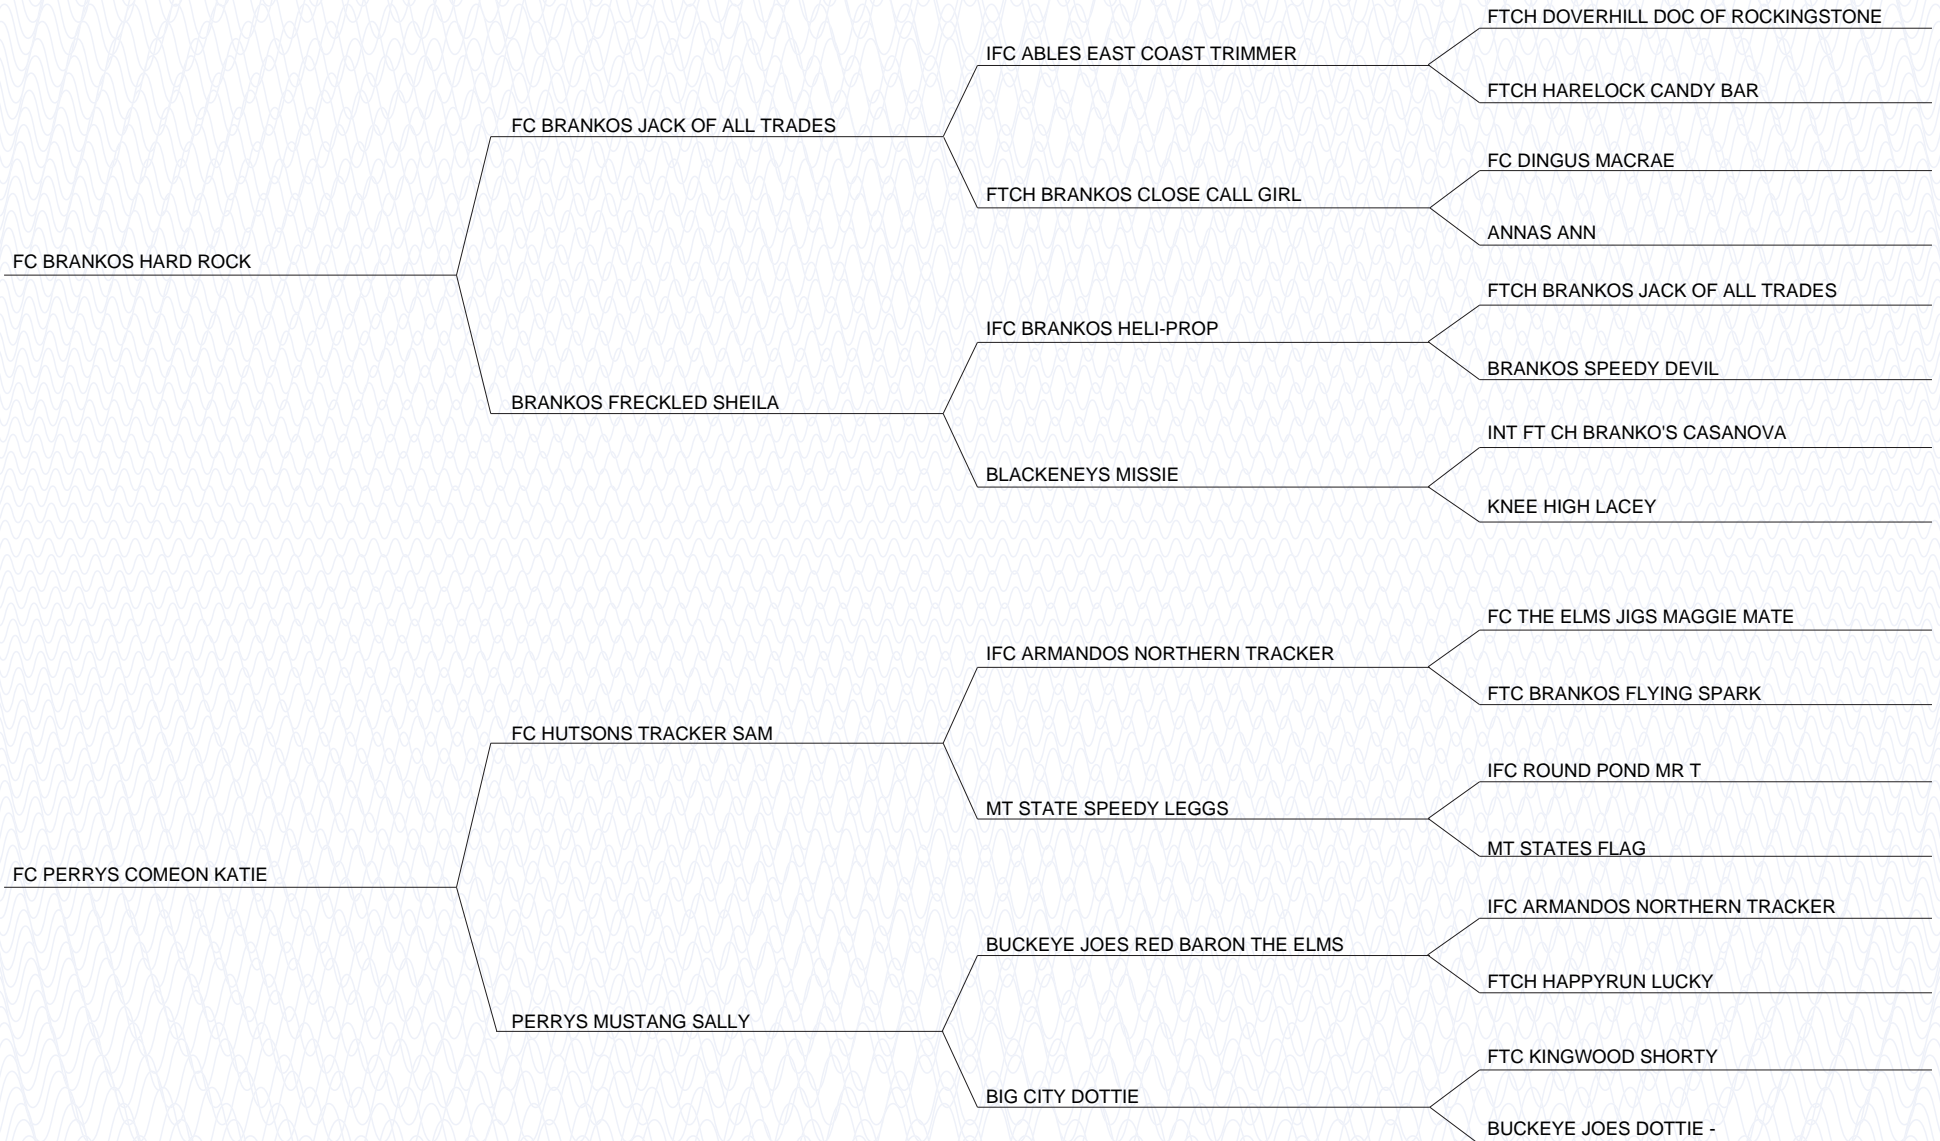 FTCH DOVERHILL DOC OF ROCKINGSTONE
IFC ABLES EAST COAST TRIMMER
FTCH HARELOCK CANDY BAR
FC BRANKOS JACK OF ALL TRADES
FC DINGUS MACRAE
FTCH BRANKOS CLOSE CALL GIRL
ANNAS ANN
FC BRANKOS HARD ROCK
FTCH BRANKOS JACK OF ALL TRADES
IFC BRANKOS HELI-PROP
BRANKOS SPEEDY DEVIL
BRANKOS FRECKLED SHEILA
INT FT CH BRANKO'S CASANOVA
BLACKENEYS MISSIE
KNEE HIGH LACEY
FC THE ELMS JIGS MAGGIE MATE
IFC ARMANDOS NORTHERN TRACKER
FTC BRANKOS FLYING SPARK
FC HUTSONS TRACKER SAM
IFC ROUND POND MR T
MT STATE SPEEDY LEGGS
MT STATES FLAG
FC PERRYS COMEON KATIE
IFC ARMANDOS NORTHERN TRACKER
BUCKEYE JOES RED BARON THE ELMS
FTCH HAPPYRUN LUCKY
PERRYS MUSTANG SALLY
FTC KINGWOOD SHORTY
BIG CITY DOTTIE
BUCKEYE JOES DOTTIE -